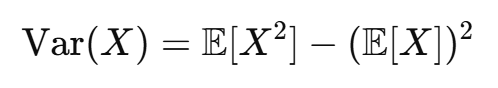 Var(X) = 𝔼[X²] − (𝔼[X])²